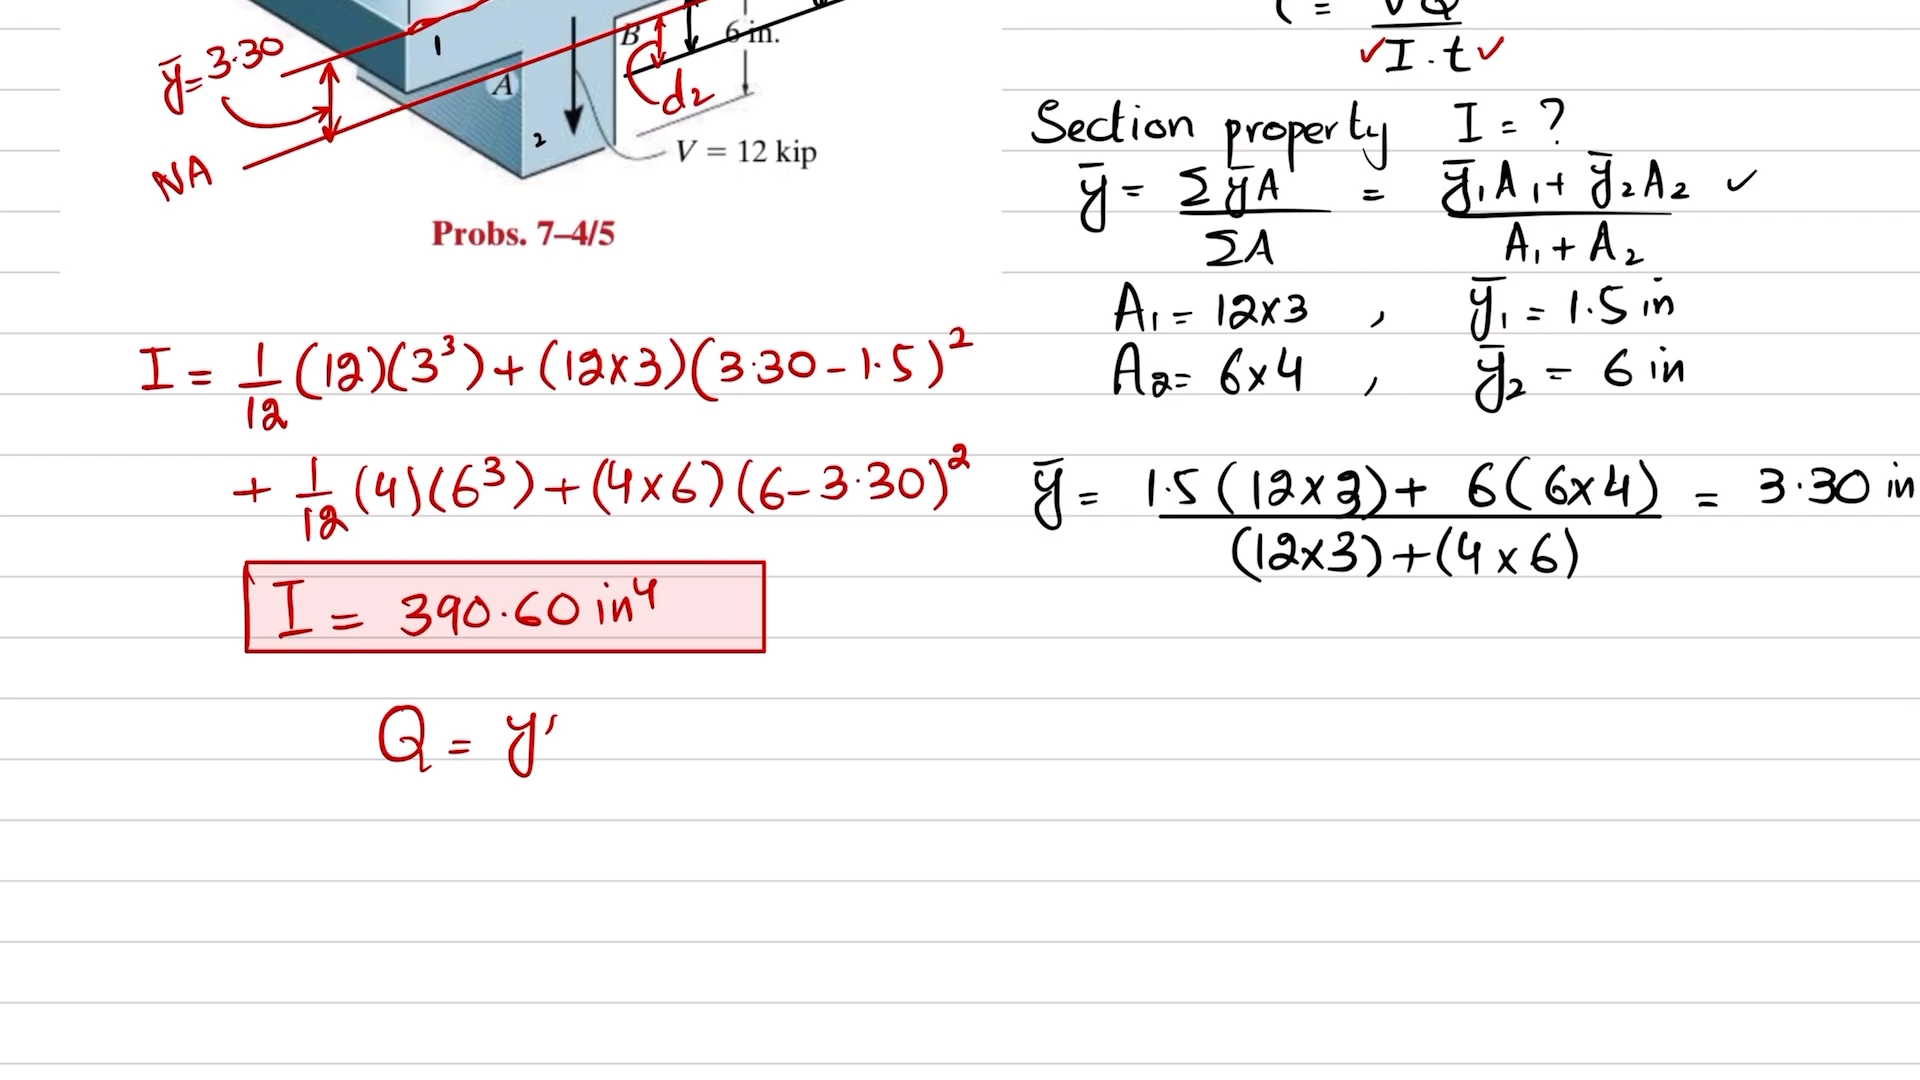 τ = VQ
✓I.t✓
ȳ=3.30
1
B
6 in.
A
d₂
2
V = 12 kip
NA
Probs. 7–4/5
Section property I = ?
ȳ = ΣȳA = ȳ₁A₁+ ȳ₂A₂ ✓
ΣA A₁+A₂
A₁= 12x3 , ȳ₁ = 1.5 in
A₂= 6x4 , ȳ₂ = 6 in
I = 1/12 (12)(3³)+(12x3)(3.30-1.5)²
+ 1/12 (4)(6³)+(4x6)(6-3.30)²
ȳ= 1.5(12x3)+ 6(6x4) = 3.30 in
(12x3)+(4x6)
I = 390.60 in⁴
Q = y'